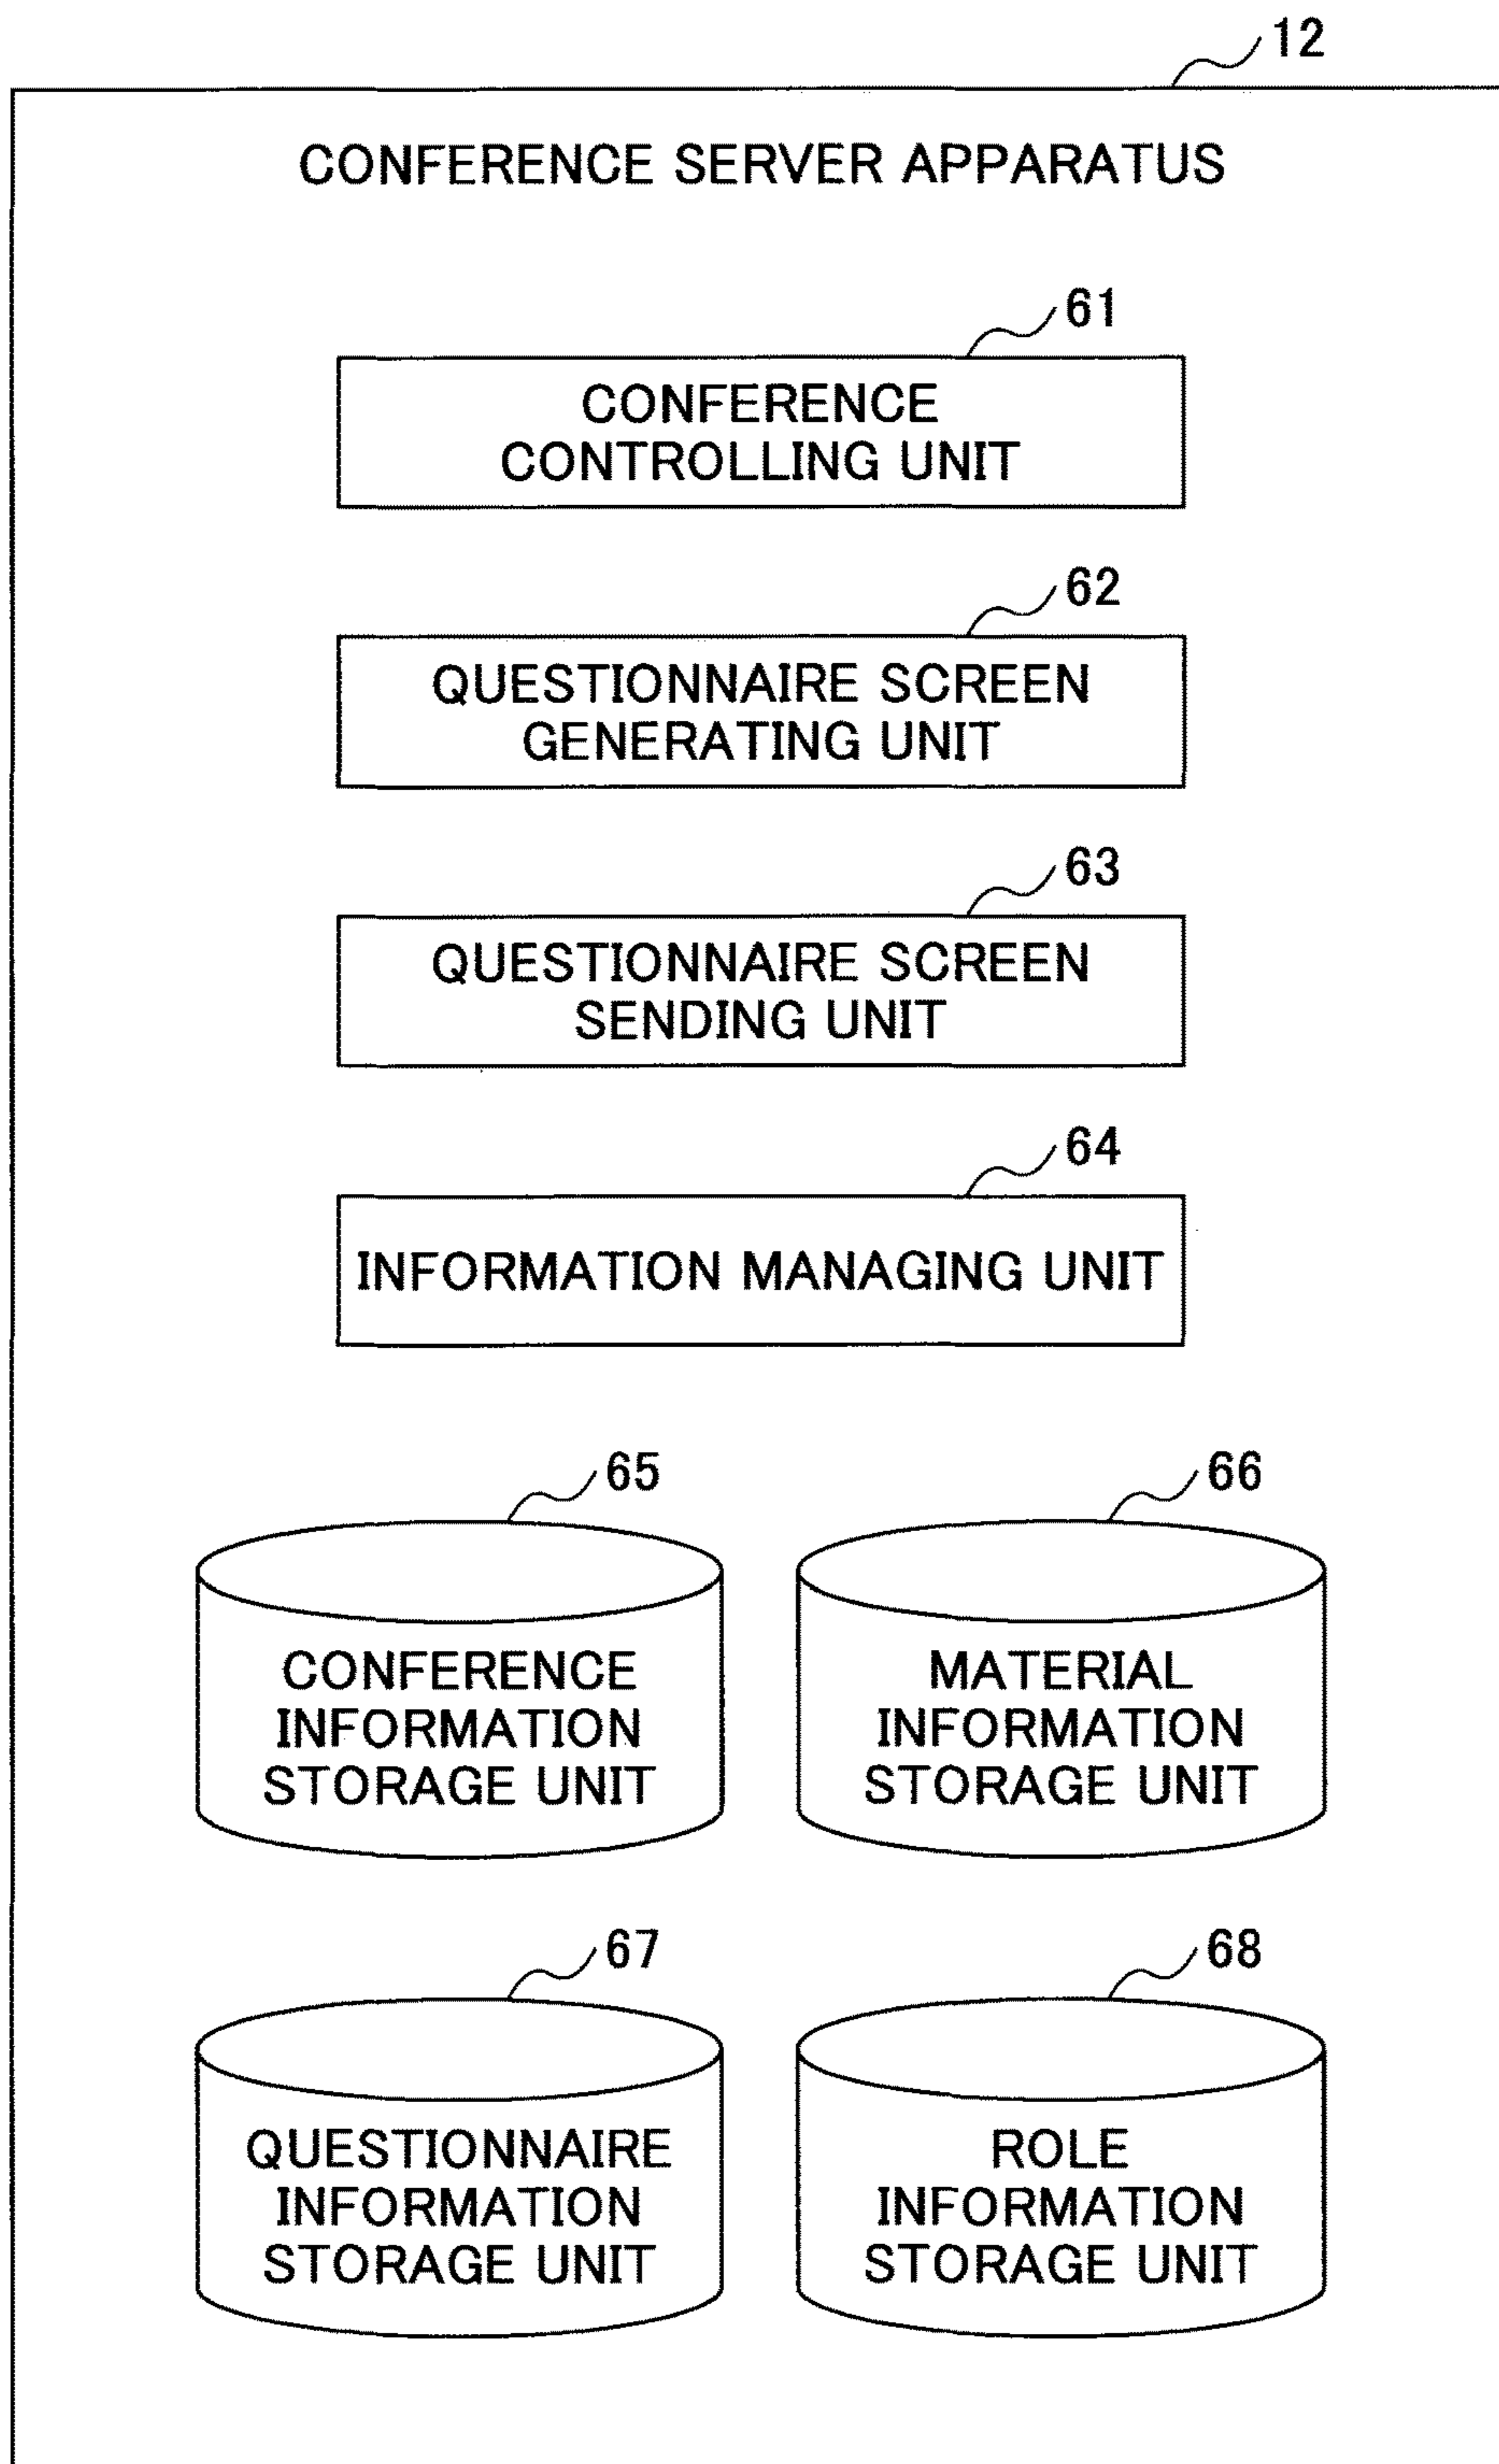 12
CONFERENCE SERVER APPARATUS
61
CONFERENCE
CONTROLLING UNIT
62
QUESTIONNAIRE SCREEN
GENERATING UNIT
63
QUESTIONNAIRE SCREEN
SENDING UNIT
64
INFORMATION MANAGING UNIT
65
CONFERENCE
INFORMATION
STORAGE UNIT
66
MATERIAL
INFORMATION
STORAGE UNIT
67
QUESTIONNAIRE
INFORMATION
STORAGE UNIT
68
ROLE
INFORMATION
STORAGE UNIT